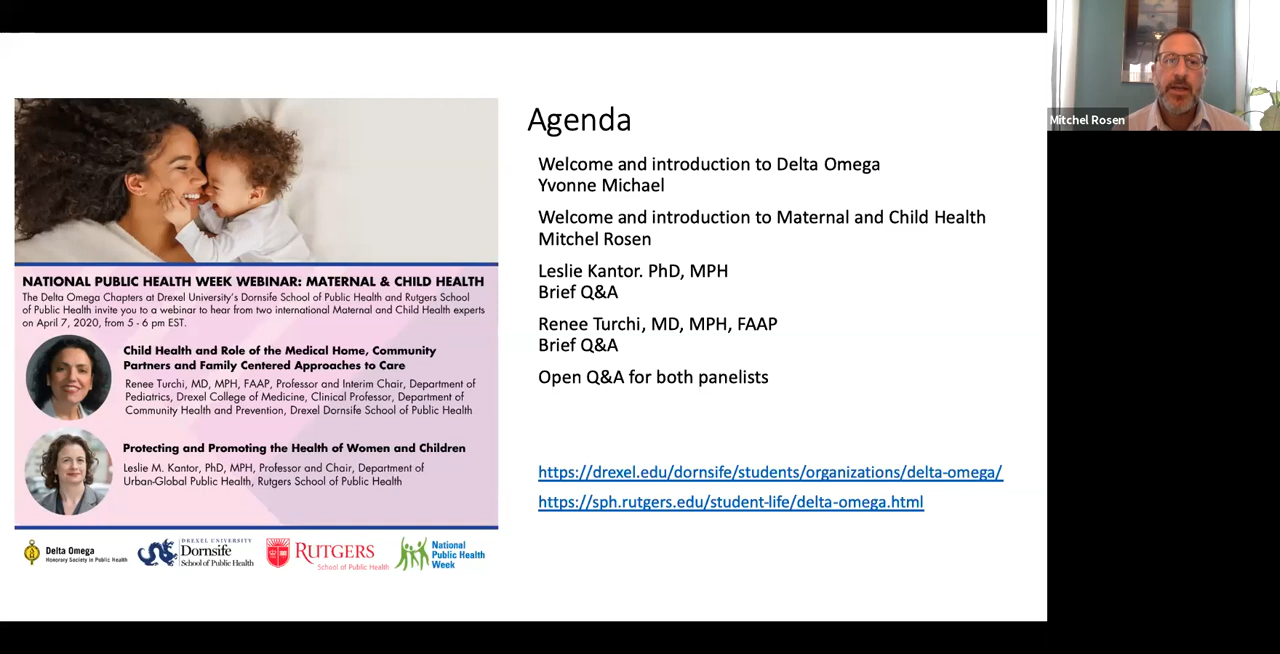 NATIONAL PUBLIC HEALTH WEEK WEBINAR: MATERNAL & CHILD HEALTH
The Delta Omega Chapters at Drexel University's Dornsife School of Public Health and Rutgers School
of Public Health invite you to a webinar to hear from two international Maternal and Child Health experts
on April 7, 2020, from 5 - 6 pm EST.
Child Health and Role of the Medical Home, Community
Partners and Family Centered Approaches to Care
Renee Turchi, MD, MPH, FAAP, Professor and Interim Chair, Department of
Pediatrics, Drexel College of Medicine, Clinical Professor, Department of
Community Health and Prevention, Drexel Dornsife School of Public Health
Protecting and Promoting the Health of Women and Children
Leslie M. Kantor, PhD, MPH, Professor and Chair, Department of
Urban-Global Public Health, Rutgers School of Public Health
Delta Omega
Honorary Society in Public Health
DREXEL UNIVERSITY
Dornsife
School of Public Health
RUTGERS
School of Public Health
National
Public Health
Week
Agenda
Welcome and introduction to Delta Omega
Yvonne Michael
Welcome and introduction to Maternal and Child Health
Mitchel Rosen
Leslie Kantor. PhD, MPH
Brief Q&A
Renee Turchi, MD, MPH, FAAP
Brief Q&A
Open Q&A for both panelists
https://drexel.edu/dornsife/students/organizations/delta-omega/
https://sph.rutgers.edu/student-life/delta-omega.html
Mitchel Rosen